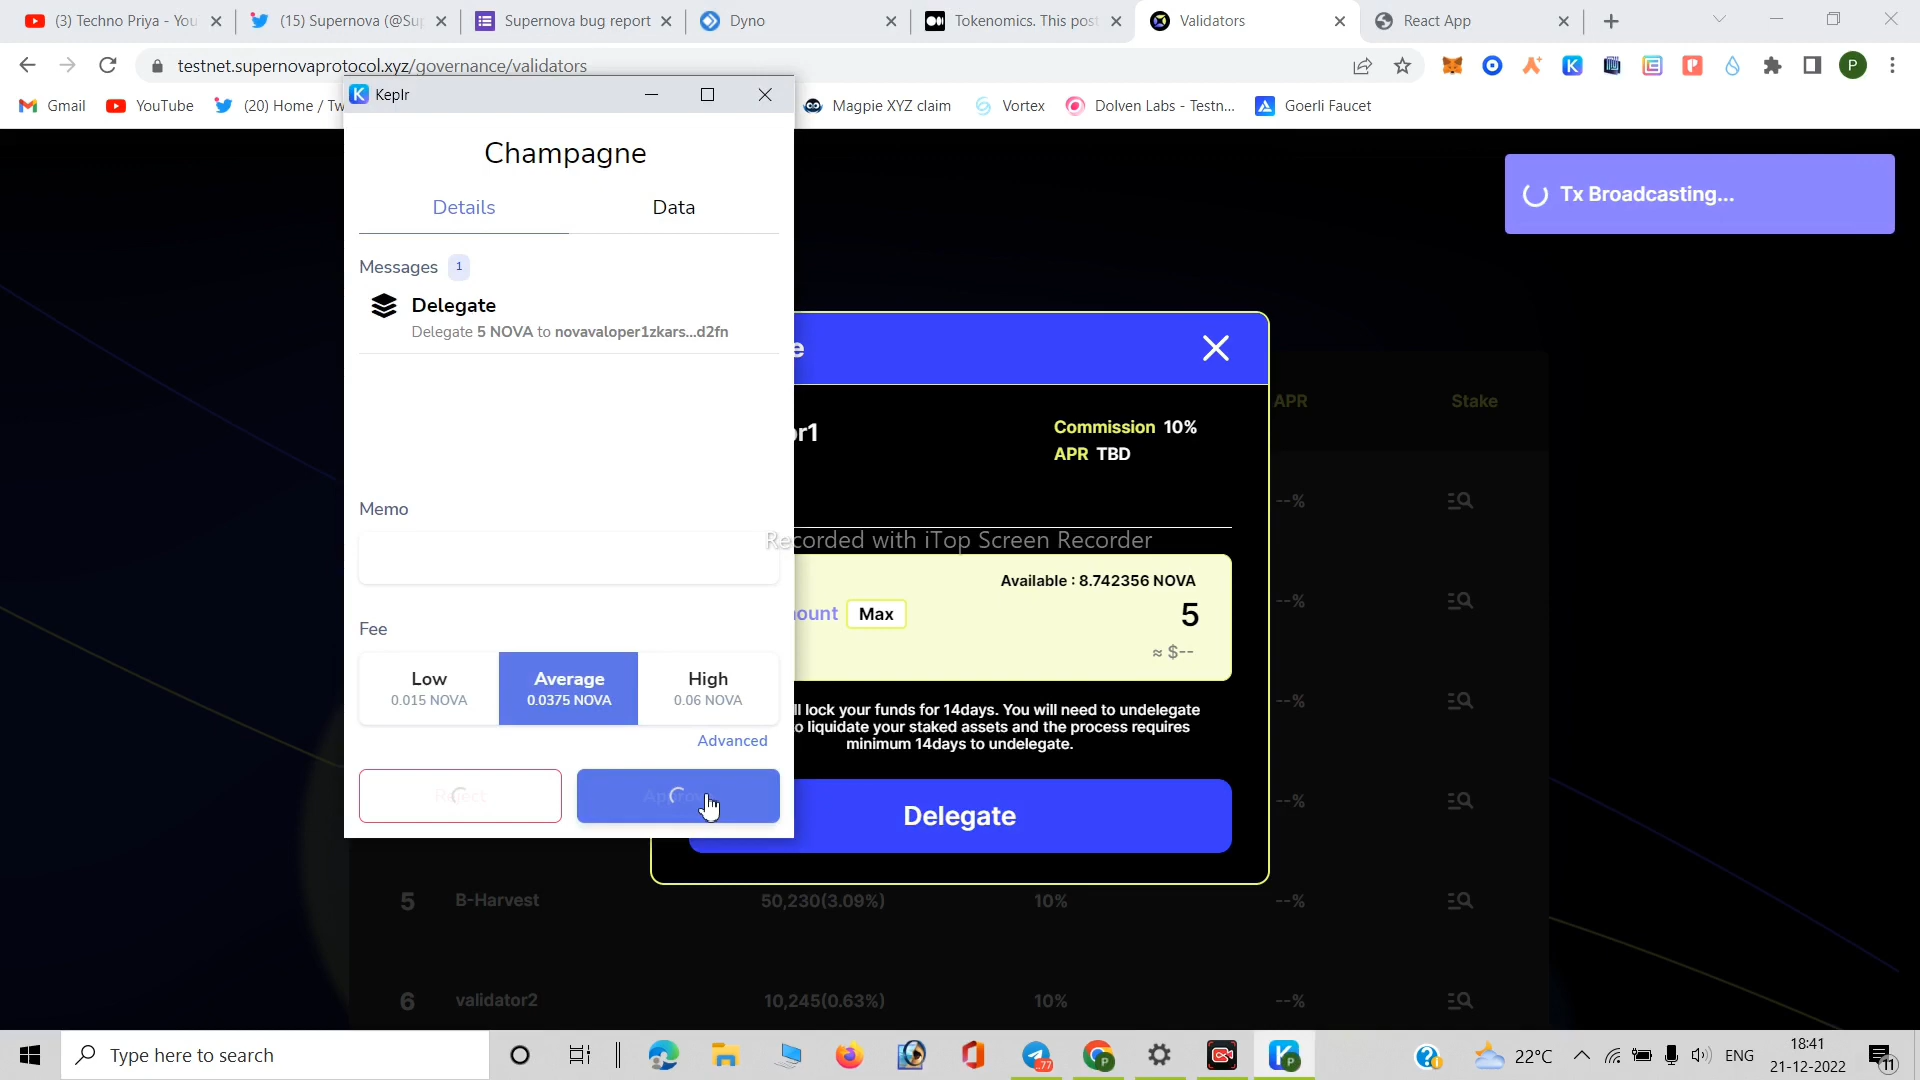 (3) Techno Priya - You
(15) Supernova (@Sup
Supernova bug report
Dyno
Tokenomics. This post
Validators
React App
testnet.supernovaprotocol.xyz/governance/validators
P
Gmail
YouTube
(20) Home / Tw
Magpie XYZ claim
Vortex
Dolven Labs - Testn...
Goerli Faucet
Keplr
Champagne
Details
Data
Messages 1
Delegate
Delegate 5 NOVA to novavaloper1zkars...d2fn
Memo
Fee
Low
0.015 NOVA
Average
0.0375 NOVA
High
0.06 NOVA
Advanced
Reject
Approve
Tx Broadcasting...
e
or1
Commission 10%
APR TBD
Recorded with iTop Screen Recorder
Available : 8.742356 NOVA
ount Max 5
≈ $--
ll lock your funds for 14days. You will need to undelegate
o liquidate your staked assets and the process requires
minimum 14days to undelegate.
Delegate
APR Stake
--%
--%
--%
--%
5 B-Harvest 50,230(3.09%) 10% --%
6 validator2 10,245(0.63%) 10% --%
Type here to search
77
P
P
22°C
ENG
18:41
21-12-2022
11